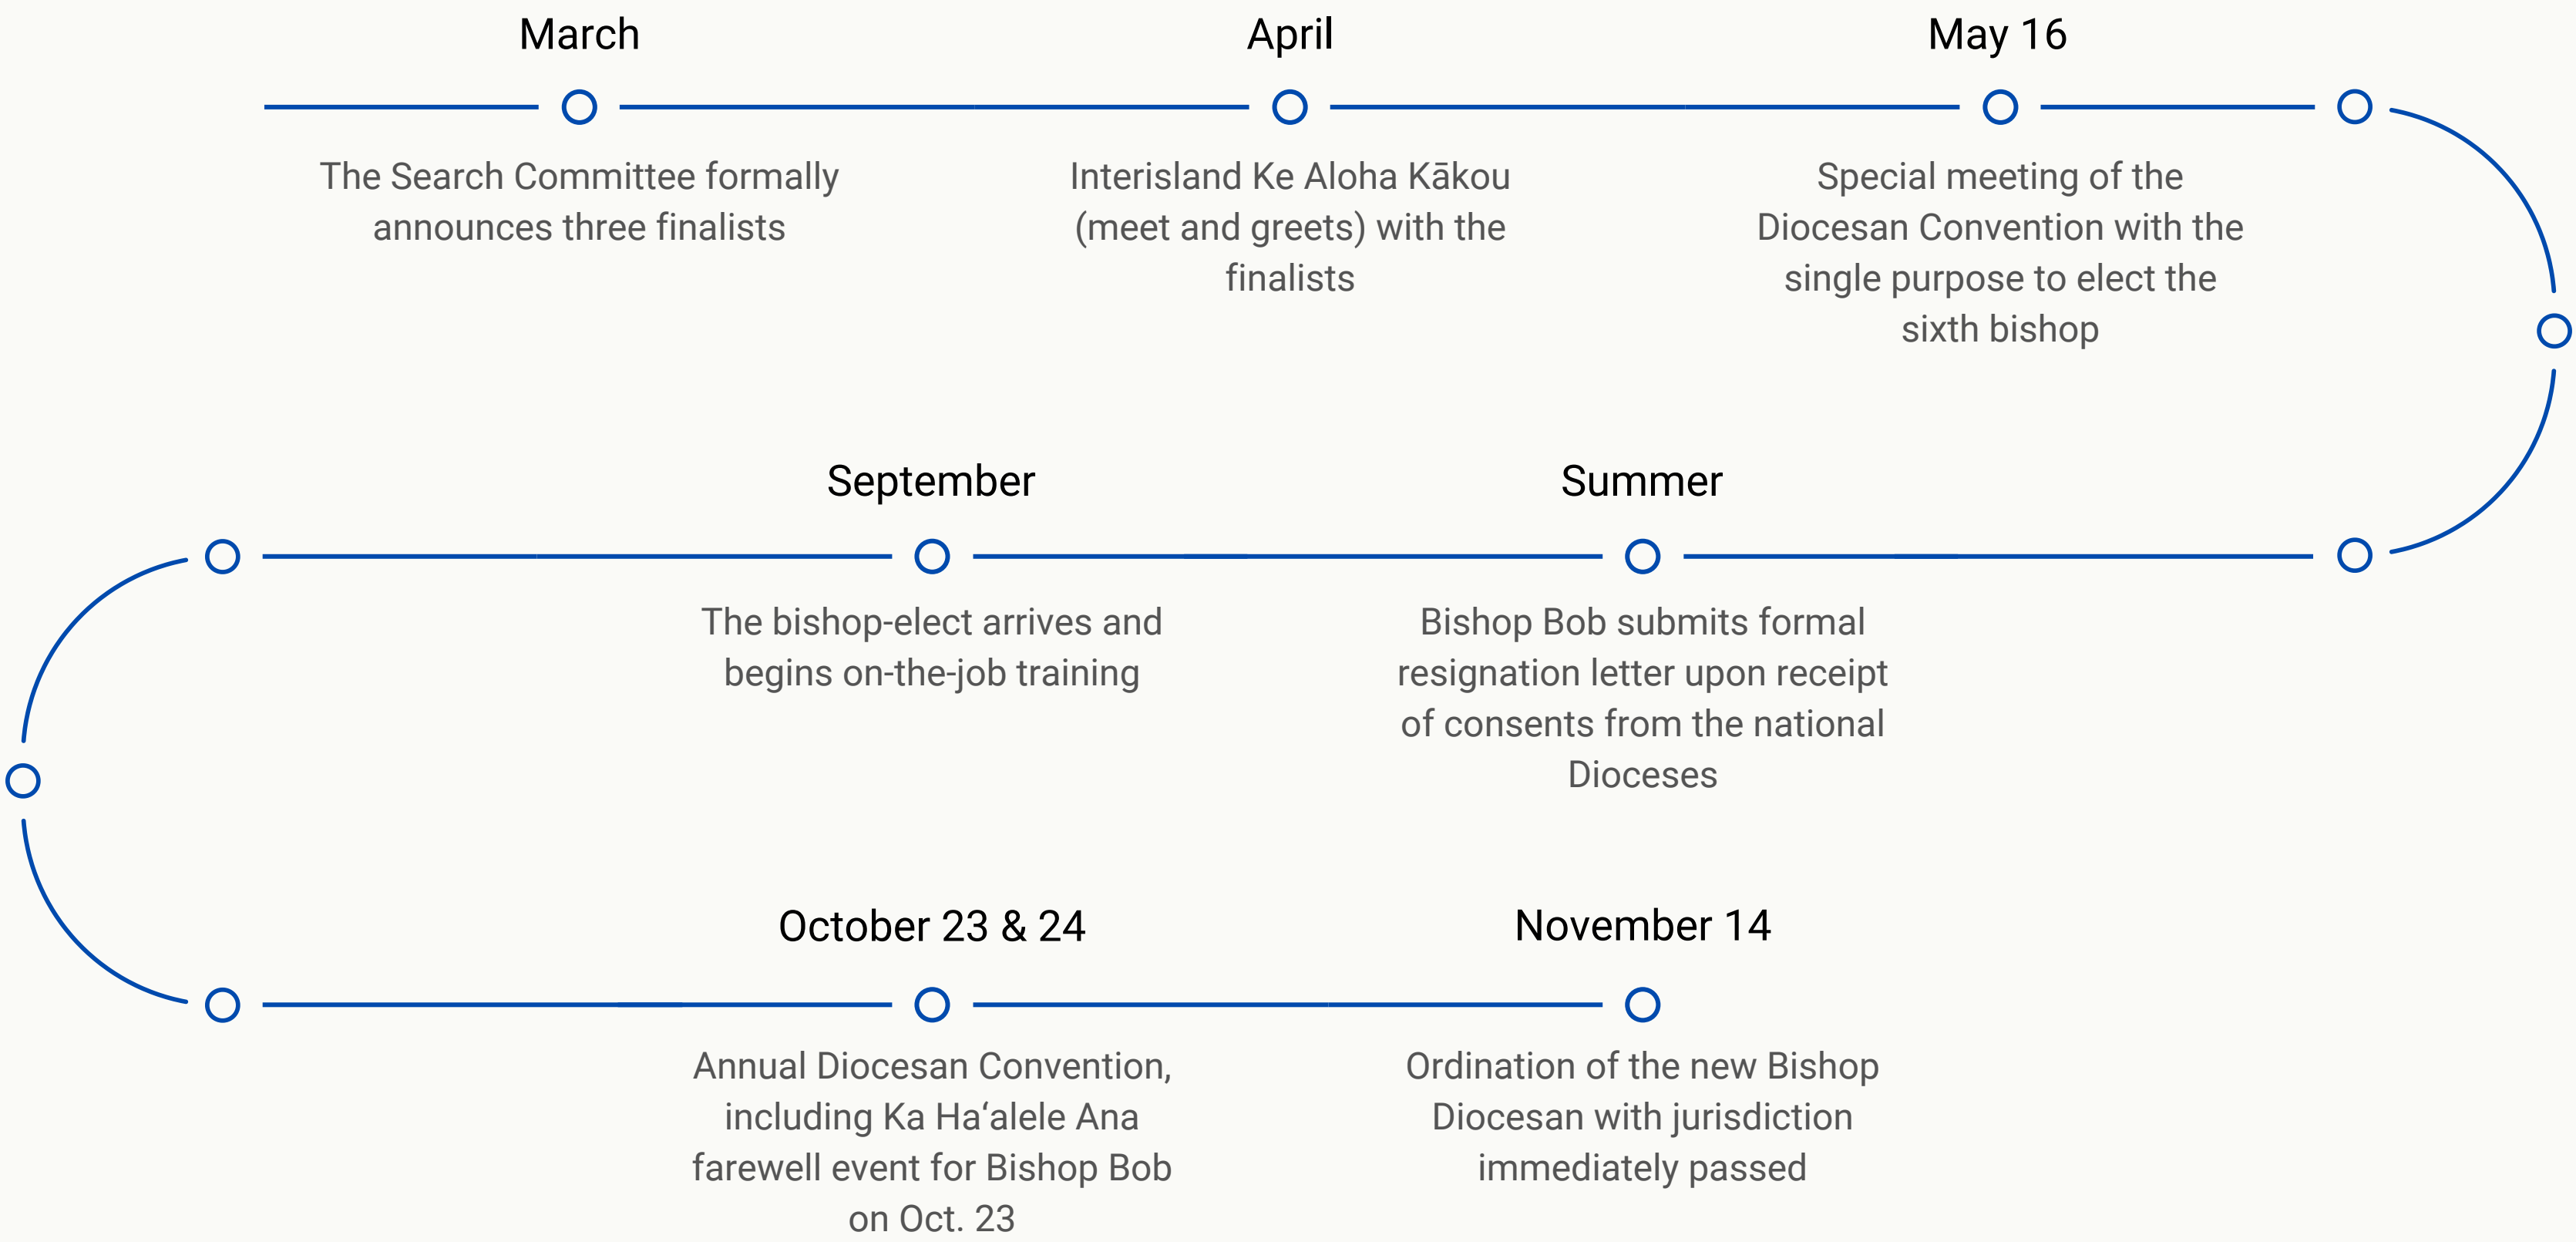 March
The Search Committee formally
announces three finalists
April
Interisland Ke Aloha Kākou
(meet and greets) with the
finalists
May 16
Special meeting of the
Diocesan Convention with the
single purpose to elect the
sixth bishop
Summer
Bishop Bob submits formal
resignation letter upon receipt
of consents from the national
Dioceses
September
The bishop-elect arrives and
begins on-the-job training
October 23 & 24
Annual Diocesan Convention,
including Ka Haʻalele Ana
farewell event for Bishop Bob
on Oct. 23
November 14
Ordination of the new Bishop
Diocesan with jurisdiction
immediately passed